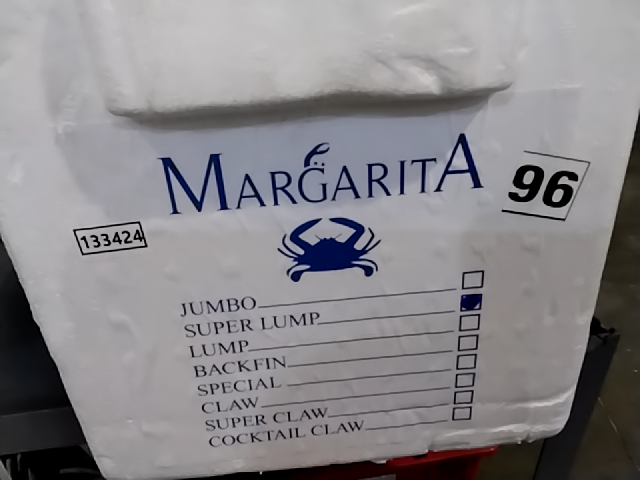 MARGARITA
96
133424
JUMBO
SUPER LUMP
LUMP
BACKFIN
SPECIAL
CLAW
SUPER CLAW
COCKTAIL CLAW